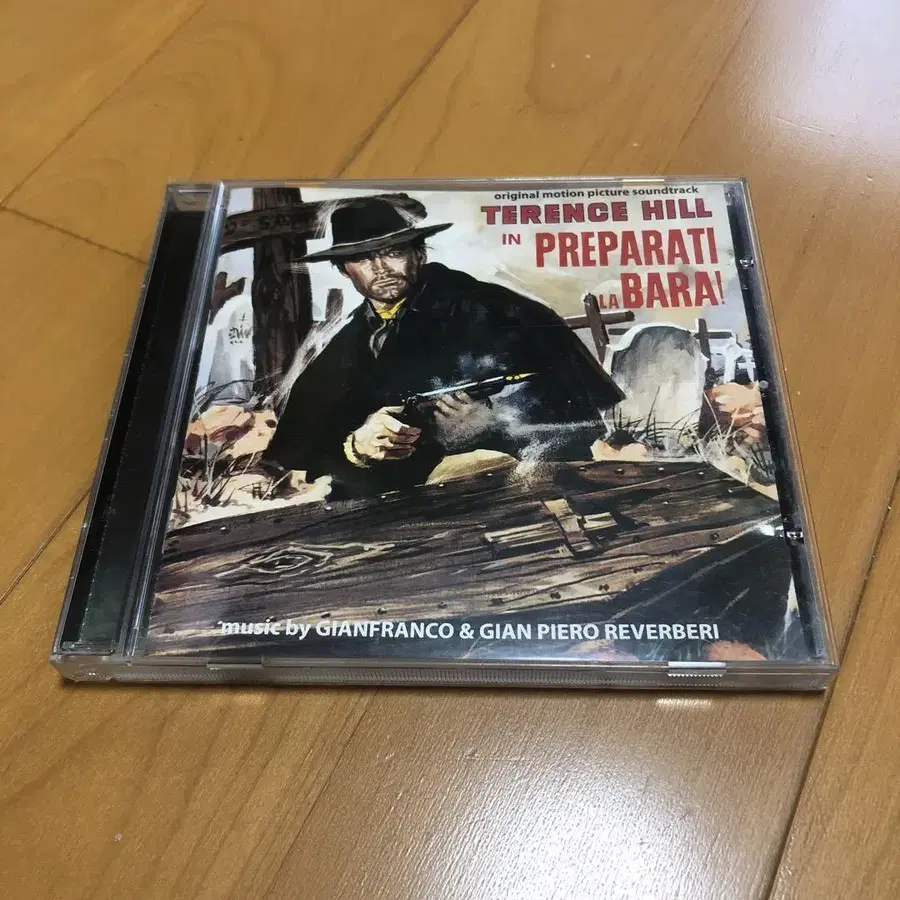 original motion picture soundtrack
TERENCE HILL
IN PREPARATI
LA BARA!
music by GIANFRANCO & GIAN PIERO REVERBERI